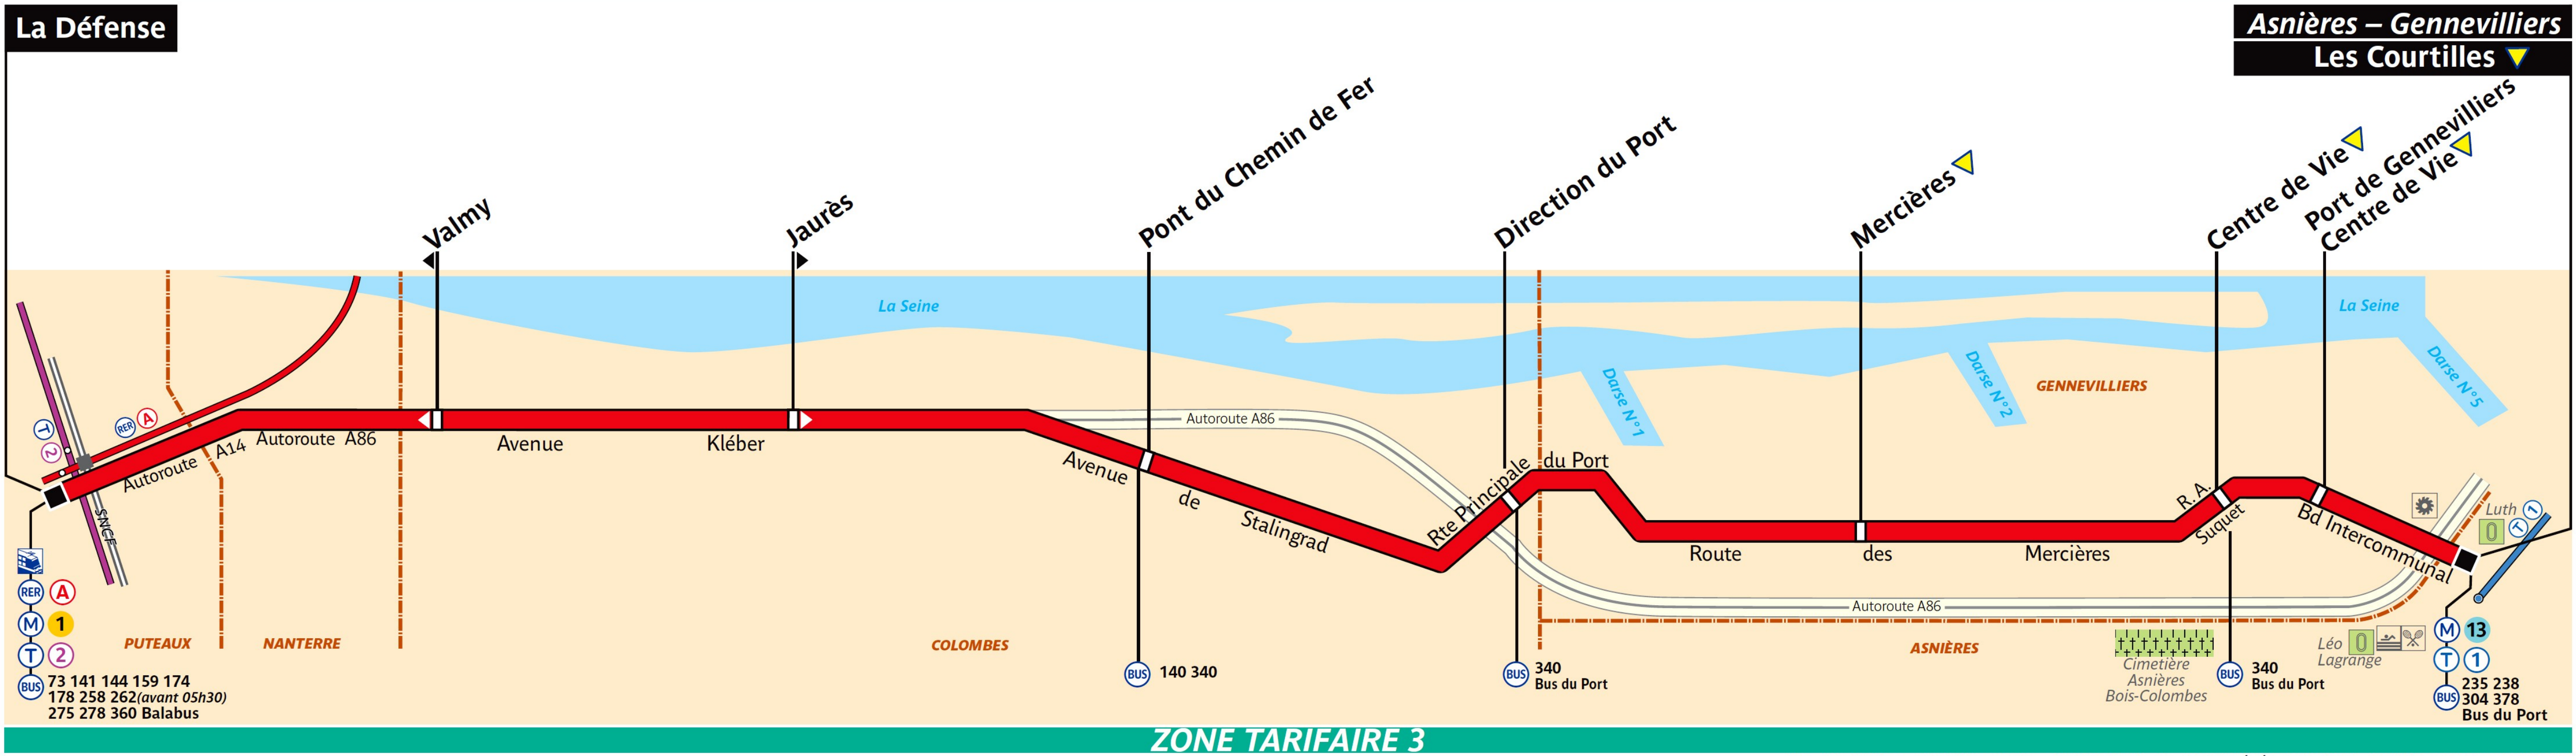 La Défense
Asnières – Gennevilliers
Les Courtilles
Valmy
Jaurès
Pont du Chemin de Fer
Direction du Port
Mercières
Centre de Vie
Port de Gennevilliers
Centre de Vie
La Seine
La Seine
Darse N°1
Darse N°2
Darse N°5
GENNEVILLIERS
T
2
RER A
SNCF
Autoroute A14
Autoroute A86
Avenue Kléber
Autoroute A86
Avenue de Stalingrad
Rte Principale du Port
Route des Mercières
R. A. Suquet
Bd Intercommunal
Luth T 1
Autoroute A86
PUTEAUX
NANTERRE
COLOMBES
ASNIÈRES
Cimetière
Asnières
Bois-Colombes
Léo
Lagrange
RER A
M 1
T 2
BUS
73 141 144 159 174
178 258 262(avant 05h30)
275 278 360 Balabus
BUS 140 340
BUS 340
Bus du Port
BUS 340
Bus du Port
M 13
T 1
BUS
235 238
304 378
Bus du Port
ZONE TARIFAIRE 3